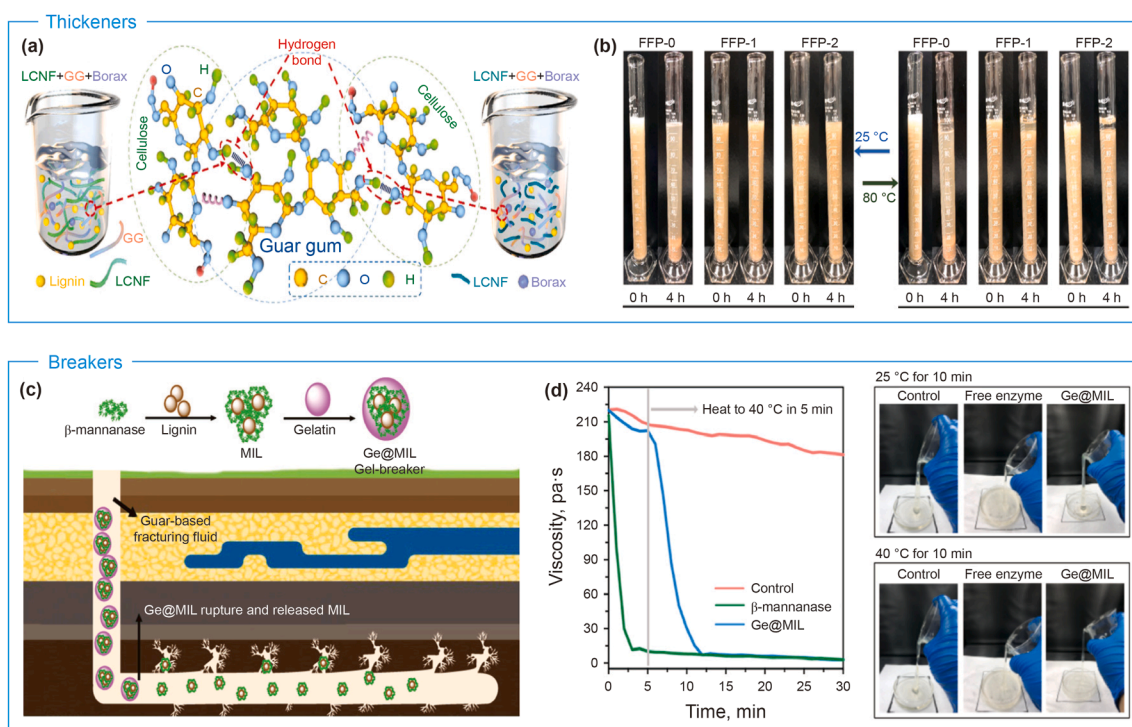 Thickeners
(a)
LCNF+GG+Borax
Cellulose
O
H
C
Hydrogen
bond
Cellulose
LCNF+GG+Borax
Guar gum
GG
C O H
Lignin LCNF
LCNF Borax
(b)
FFP-0 FFP-1 FFP-2
FFP-0 FFP-1 FFP-2
25 °C
80 °C
0 h 4 h 0 h 4 h 0 h 4 h
0 h 4 h 0 h 4 h 0 h 4 h
Breakers
(c)
β-mannanase
Lignin
MIL
Gelatin
Ge@MIL
Gel-breaker
Guar-based
fracturing fluid
Ge@MIL rupture and released MIL
(d)
Viscosity, pa·s
240
210
180
150
120
90
60
30
0
Heat to 40 °C in 5 min
Control
β-mannanase
Ge@MIL
0 5 10 15 20 25 30
Time, min
25 °C for 10 min
Control Free enzyme Ge@MIL
40 °C for 10 min
Control Free enzyme Ge@MIL